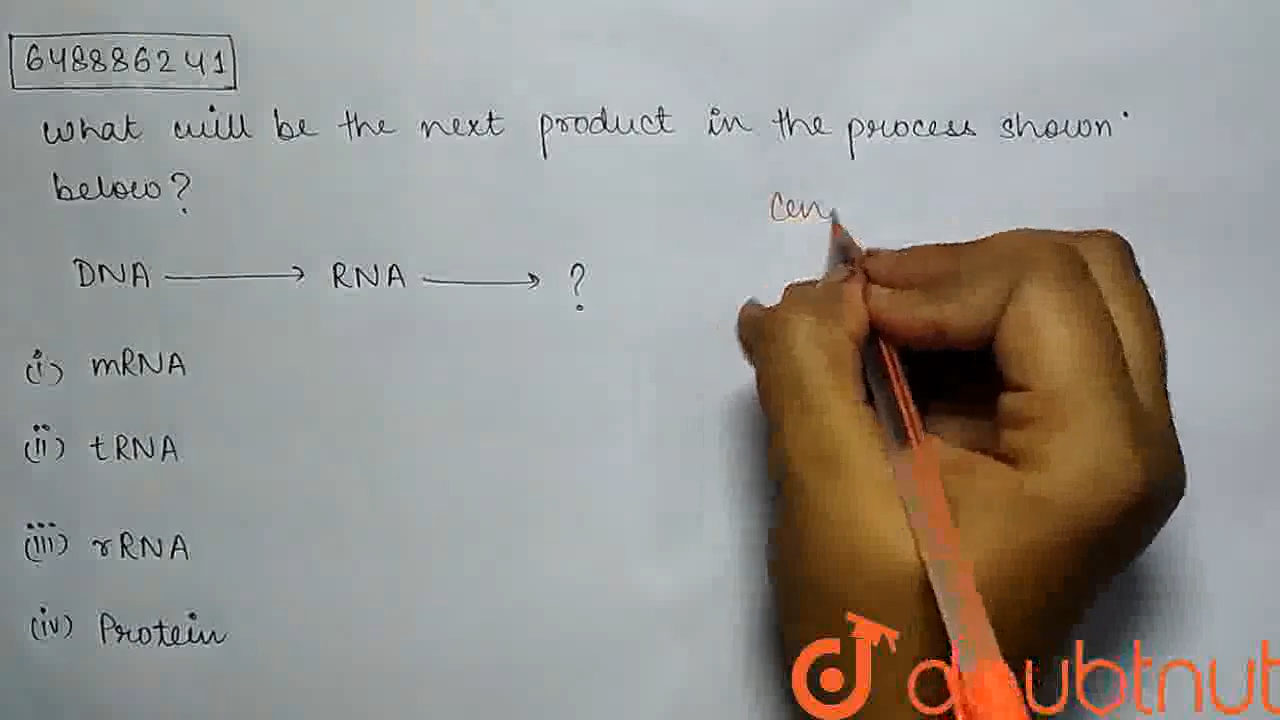 648886241
what will be the next product in the process shown
below?
Cen
DNA → RNA → ?
(i) mRNA
(ii) tRNA
(iii) rRNA
(iv) Protein
doubtnut